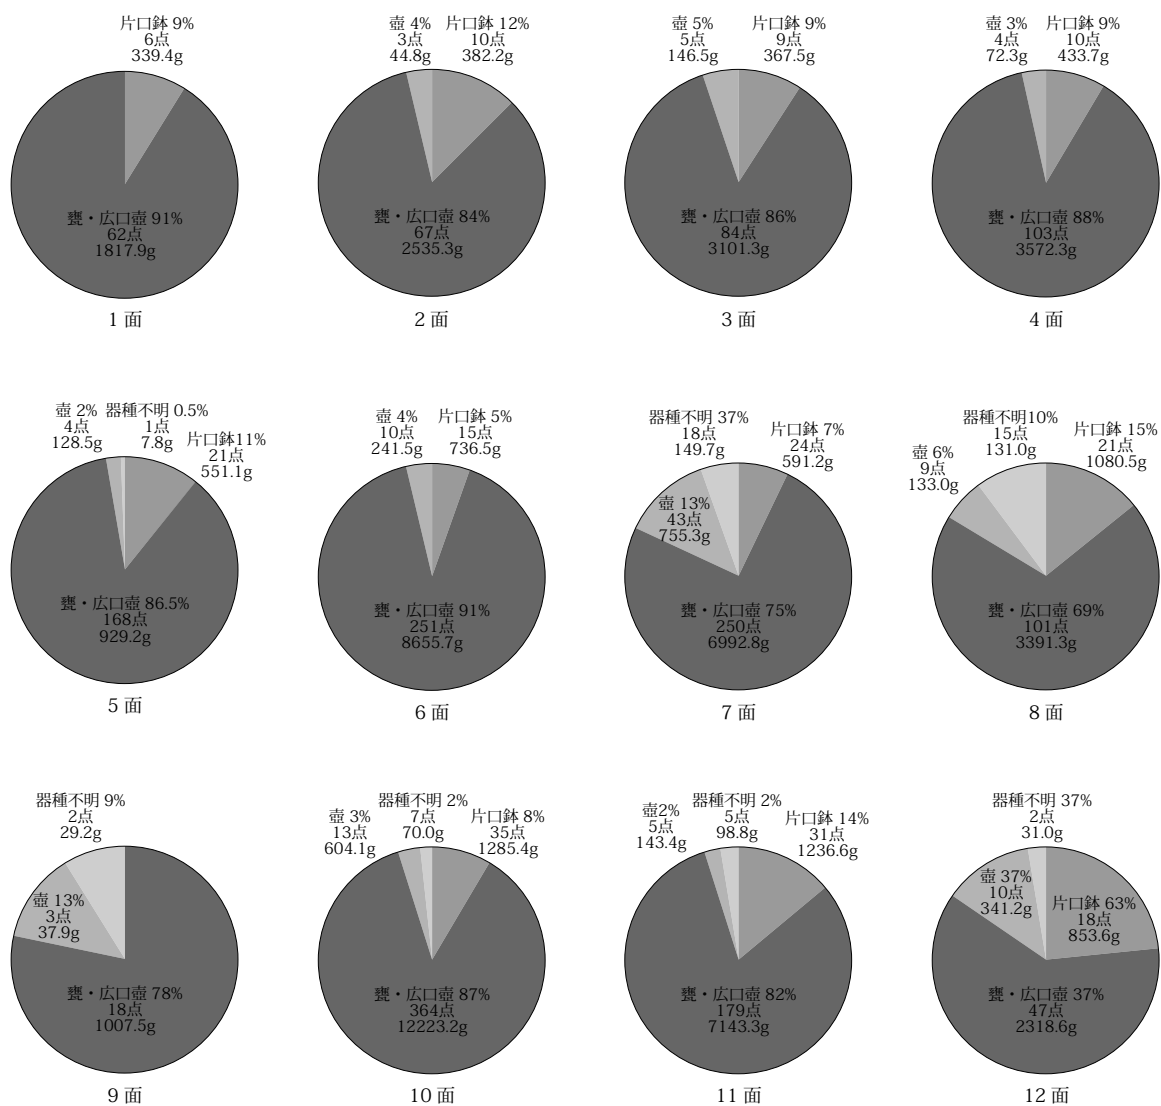 片口鉢 9%
6点
339.4g
甕・広口壺 91%
62点
1817.9g
1 面
壺 4%
3点
44.8g
片口鉢 12%
10点
382.2g
甕・広口壺 84%
67点
2535.3g
2 面
壺 5%
5点
146.5g
片口鉢 9%
9点
367.5g
甕・広口壺 86%
84点
3101.3g
3 面
壺 3%
4点
72.3g
片口鉢 9%
10点
433.7g
甕・広口壺 88%
103点
3572.3g
4 面
壺 2%
4点
128.5g
器種不明 0.5%
1点
7.8g
片口鉢11%
21点
551.1g
甕・広口壺 86.5%
168点
929.2g
5 面
壺 4%
10点
241.5g
片口鉢 5%
15点
736.5g
甕・広口壺 91%
251点
8655.7g
6 面
器種不明 37%
18点
149.7g
片口鉢 7%
24点
591.2g
壺 13%
43点
755.3g
甕・広口壺 75%
250点
6992.8g
7 面
器種不明10%
15点
131.0g
片口鉢 15%
21点
1080.5g
壺 6%
9点
133.0g
甕・広口壺 69%
101点
3391.3g
8 面
器種不明 9%
2点
29.2g
壺 13%
3点
37.9g
甕・広口壺 78%
18点
1007.5g
9 面
壺 3%
13点
604.1g
器種不明 2%
7点
70.0g
片口鉢 8%
35点
1285.4g
甕・広口壺 87%
364点
12223.2g
10 面
壺2%
5点
143.4g
器種不明 2%
5点
98.8g
片口鉢 14%
31点
1236.6g
甕・広口壺 82%
179点
7143.3g
11 面
器種不明 37%
2点
31.0g
壺 37%
10点
341.2g
片口鉢 63%
18点
853.6g
甕・広口壺 37%
47点
2318.6g
12 面